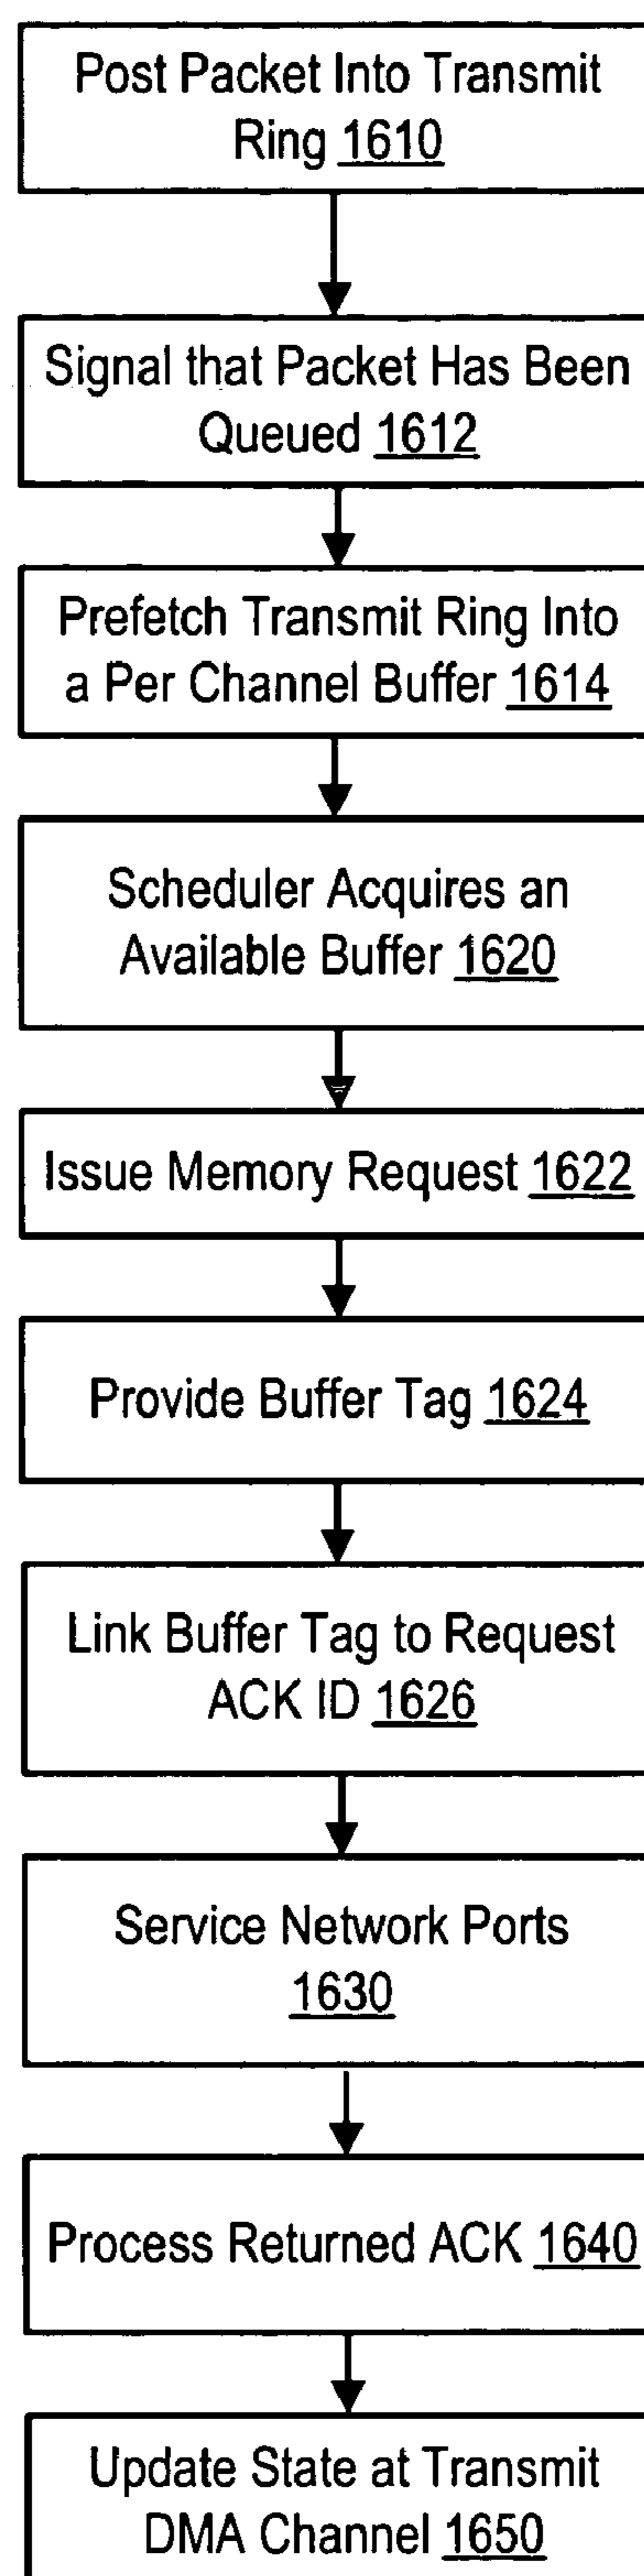 Post Packet Into Transmit
Ring 1610
Signal that Packet Has Been
Queued 1612
Prefetch Transmit Ring Into
a Per Channel Buffer 1614
Scheduler Acquires an
Available Buffer 1620
Issue Memory Request 1622
Provide Buffer Tag 1624
Link Buffer Tag to Request
ACK ID 1626
Service Network Ports
1630
Process Returned ACK 1640
Update State at Transmit
DMA Channel 1650